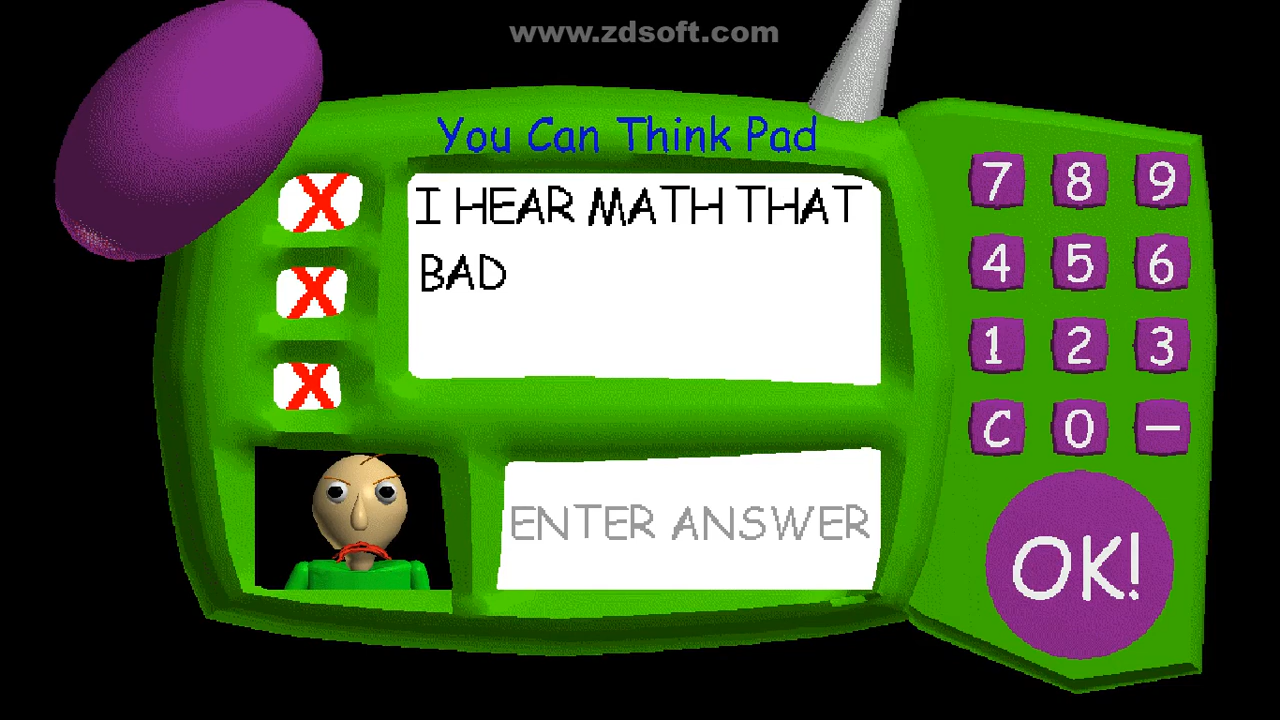 www.zdsoft.com
You Can Think Pad
I HEAR MATH THAT
BAD
7 8 9
4 5 6
1 2 3
C 0 −
ENTER ANSWER
OK!
X
X
X